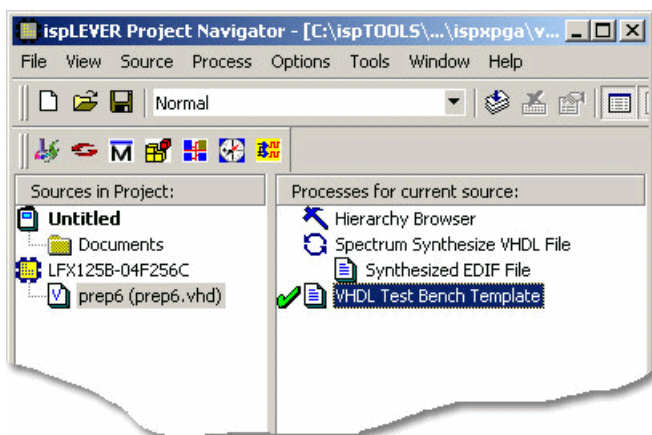 ispLEVER Project Navigator - [C:\ispTOOLS\...\ispxpga\v...
File View Source Process Options Tools Window Help
Normal
Sources in Project:
Processes for current source:
Untitled
Hierarchy Browser
Documents
Spectrum Synthesize VHDL File
LFX125B-04F256C
Synthesized EDIF File
prep6 (prep6.vhd)
VHDL Test Bench Template